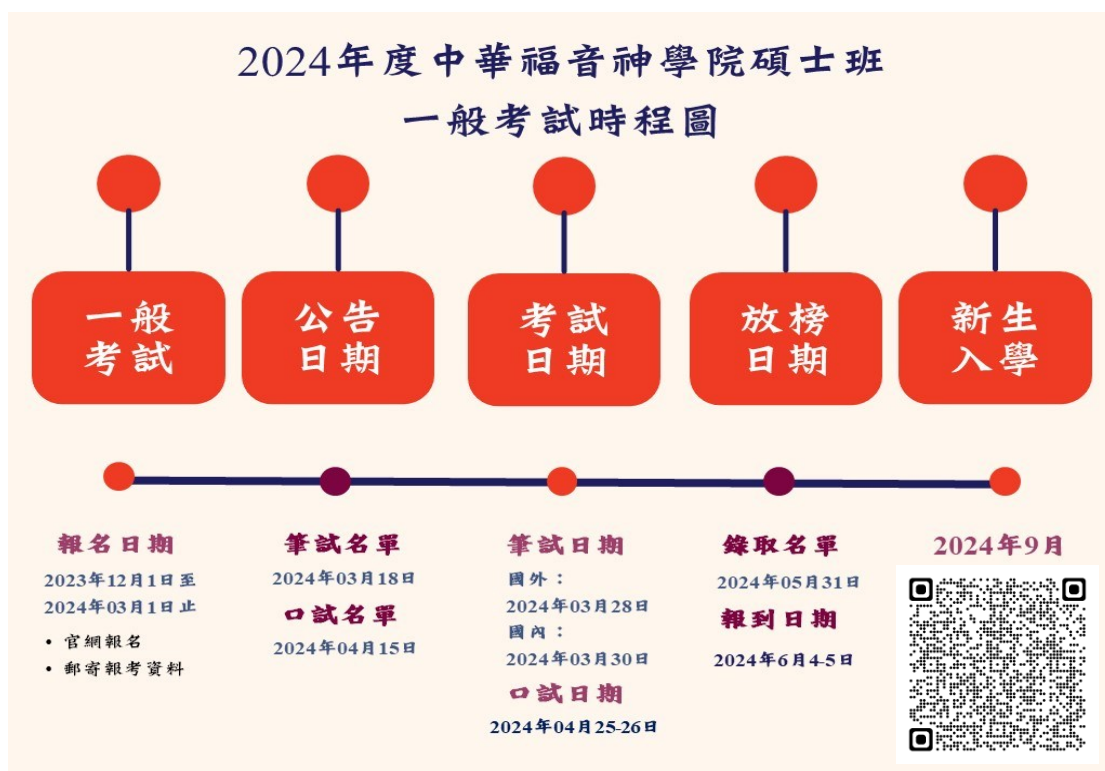 2024年度中華福音神學院碩士班
一般考試時程圖
一般
考試
公告
日期
考試
日期
放榜
日期
新生
入學
報名日期
2023年12月1日至
2024年03月1日止
• 官網報名
• 郵寄報考資料
筆試名單
2024年03月18日
口試名單
2024年04月15日
筆試日期
國外：
2024年03月28日
國內：
2024年03月30日
口試日期
2024年04月25-26日
錄取名單
2024年05月31日
報到日期
2024年6月4-5日
2024年9月